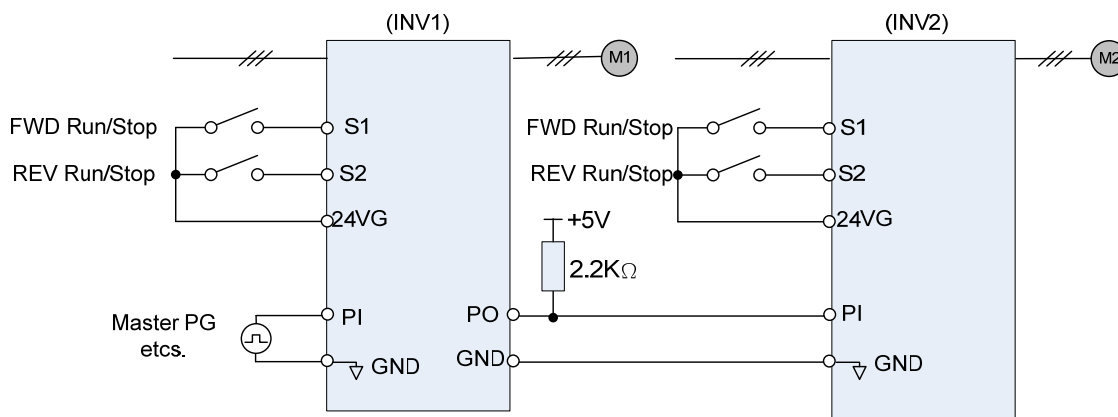 (INV1)
(INV2)
M1
M2
FWD Run/Stop
S1
REV Run/Stop
S2
24VG
FWD Run/Stop
S1
REV Run/Stop
S2
24VG
+5V
2.2KΩ
Master PG
etcs.
PI
GND
PO
GND
PI
GND